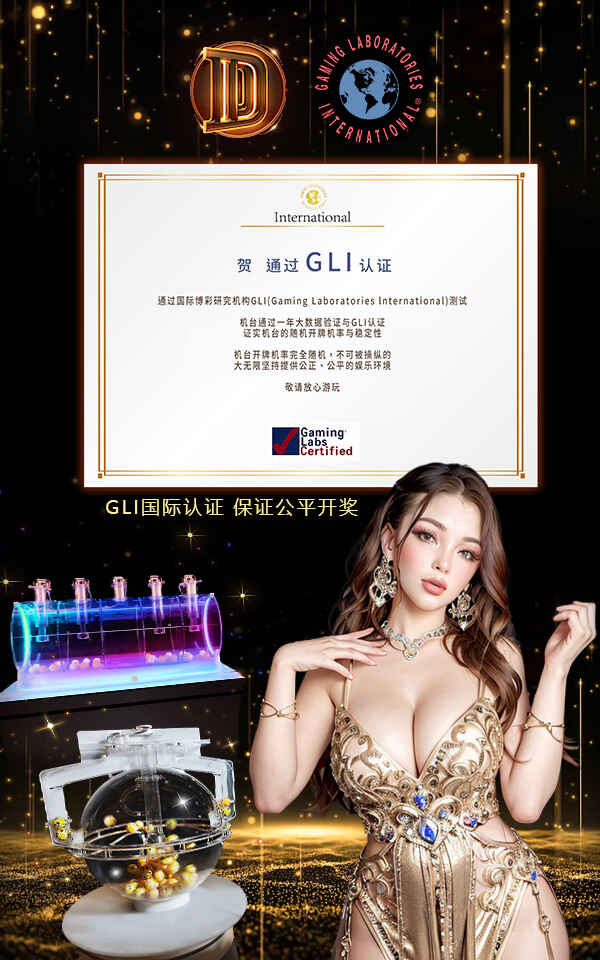 GAMING LABORATORIES
INTERNATIONAL®
International
贺 通过 GLI 认证
通过国际博彩研究机构GLI(Gaming Laboratories International)测试
机台通过一年大数据验证与GLI认证
证实机台的随机开牌机率与稳定性
机台开牌机率完全随机，不可被操纵的
大无限坚持提供公正、公平的娱乐环境
敬请放心游玩
Gaming
Labs
Certified
GLI国际认证 保证公平开奖